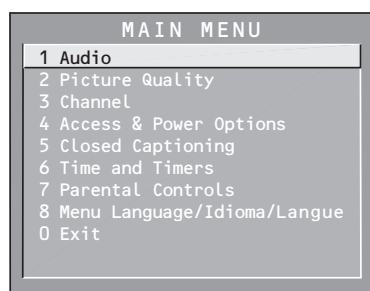 MAIN MENU
1 Audio
2 Picture Quality
3 Channel
4 Access & Power Options
5 Closed Captioning
6 Time and Timers
7 Parental Controls
8 Menu Language/Idioma/Langue
0 Exit